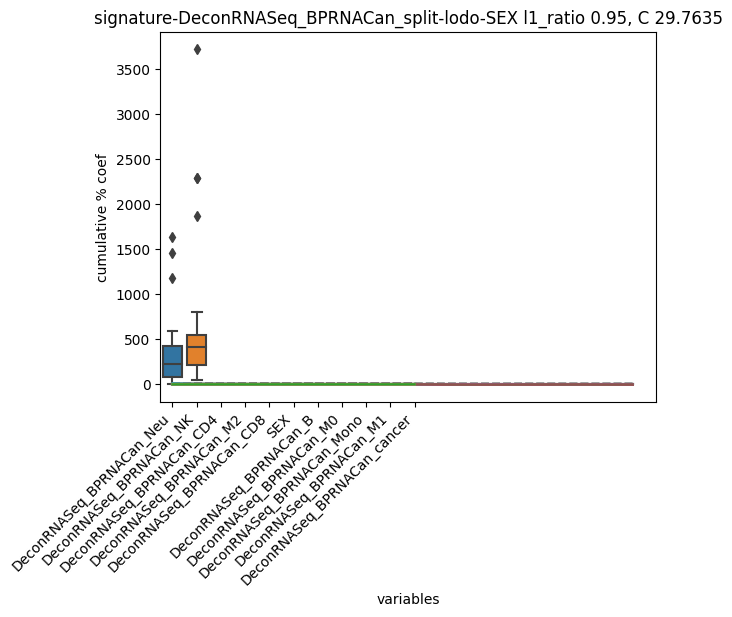 signature-DeconRNASeq_BPRNACan_split-lodo-SEX l1_ratio 0.95, C 29.7635
cumulative % coef
3500
3000
2500
2000
1500
1000
500
0
DeconRNASeq_BPRNACan_Neu
DeconRNASeq_BPRNACan_NK
DeconRNASeq_BPRNACan_CD4
DeconRNASeq_BPRNACan_M2
DeconRNASeq_BPRNACan_CD8
SEX
DeconRNASeq_BPRNACan_B
DeconRNASeq_BPRNACan_M0
DeconRNASeq_BPRNACan_Mono
DeconRNASeq_BPRNACan_M1
DeconRNASeq_BPRNACan_cancer
variables